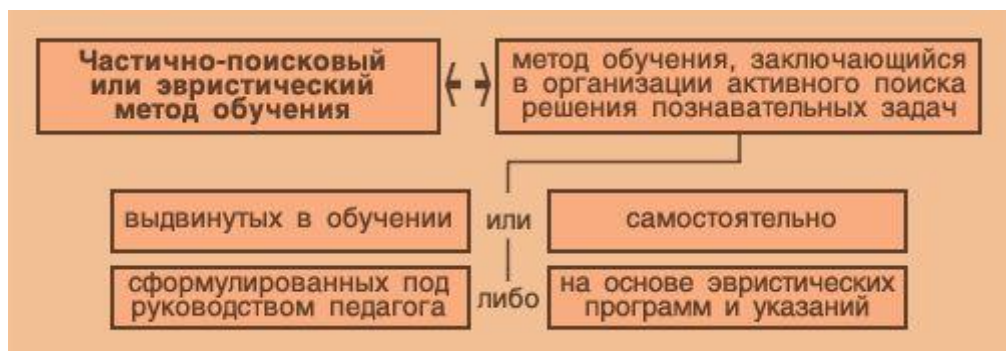 Частично-поисковый
или эвристический
метод обучения
метод обучения, заключающийся
в организации активного поиска
решения познавательных задач
выдвинутых в обучении
или
самостоятельно
сформулированных под
руководством педагога
либо
на основе эвристических
программ и указаний